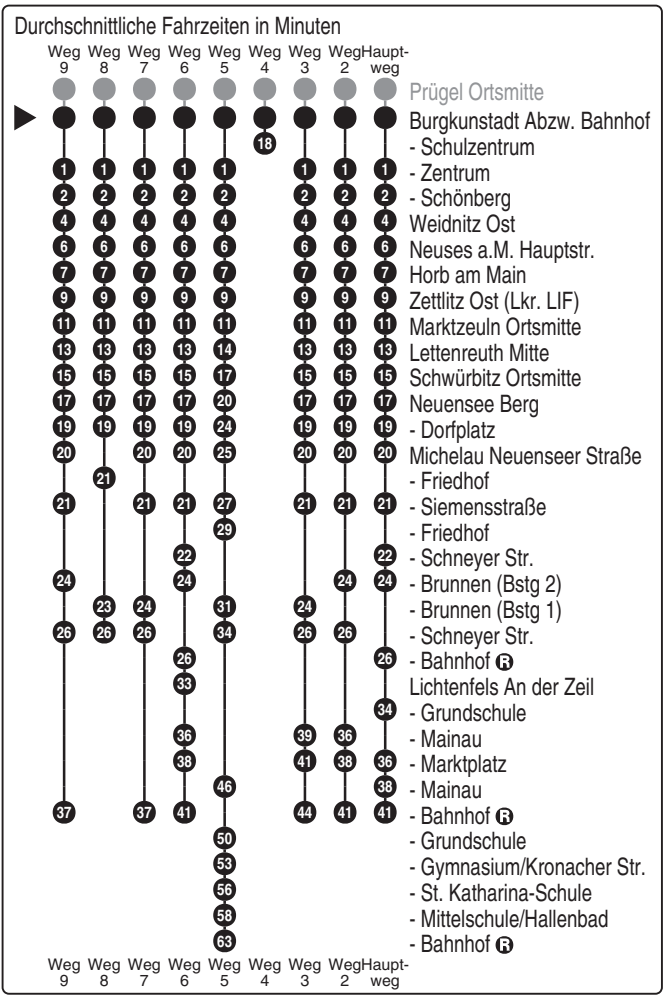 Durchschnittliche Fahrzeiten in Minuten
Weg Weg Weg Weg Weg Weg Weg Weg Haupt-
9 8 7 6 5 4 3 2 weg
Prügel Ortsmitte
Burgkunstadt Abzw. Bahnhof
18 - Schulzentrum
1 1 1 1 1 1 1 1 - Zentrum
2 2 2 2 2 2 2 2 - Schönberg
4 4 4 4 4 4 4 4 Weidnitz Ost
6 6 6 6 6 6 6 6 Neuses a.M. Hauptstr.
7 7 7 7 7 7 7 7 Horb am Main
9 9 9 9 9 9 9 9 Zettlitz Ost (Lkr. LIF)
11 11 11 11 11 11 11 11 Marktzeuln Ortsmitte
13 13 13 13 14 13 13 13 Lettenreuth Mitte
15 15 15 15 17 15 15 15 Schwürbitz Ortsmitte
17 17 17 17 20 17 17 17 Neuensee Berg
19 19 19 19 24 19 19 19 - Dorfplatz
20 20 20 25 20 20 20 Michelau Neuenseer Straße
21 - Friedhof
21 21 21 27 21 21 21 - Siemensstraße
29 - Friedhof
22 22 - Schneyer Str.
24 24 24 24 - Brunnen (Bstg 2)
23 24 31 24 - Brunnen (Bstg 1)
26 26 26 34 26 26 - Schneyer Str.
26 26 - Bahnhof R
33 Lichtenfels An der Zeil
34 - Grundschule
36 39 36 - Mainau
38 41 38 36 - Marktplatz
46 38 - Mainau
37 37 41 44 41 41 - Bahnhof R
50 - Grundschule
53 - Gymnasium/Kronacher Str.
56 - St. Katharina-Schule
58 - Mittelschule/Hallenbad
63 - Bahnhof R
Weg Weg Weg Weg Weg Weg Weg Weg Haupt-
9 8 7 6 5 4 3 2 weg